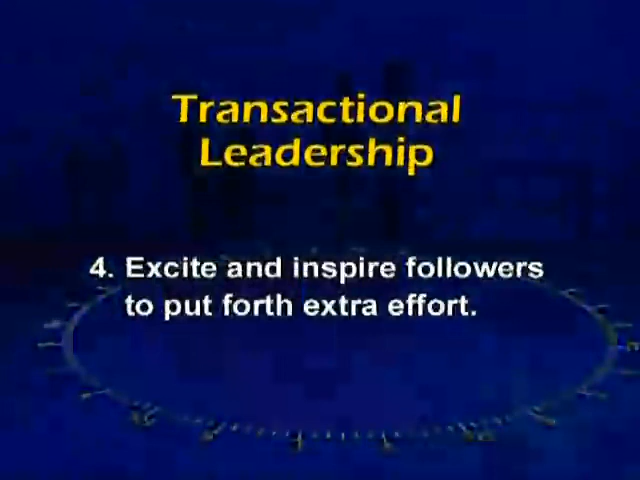 Transactional
Leadership
4. Excite and inspire followers
to put forth extra effort.